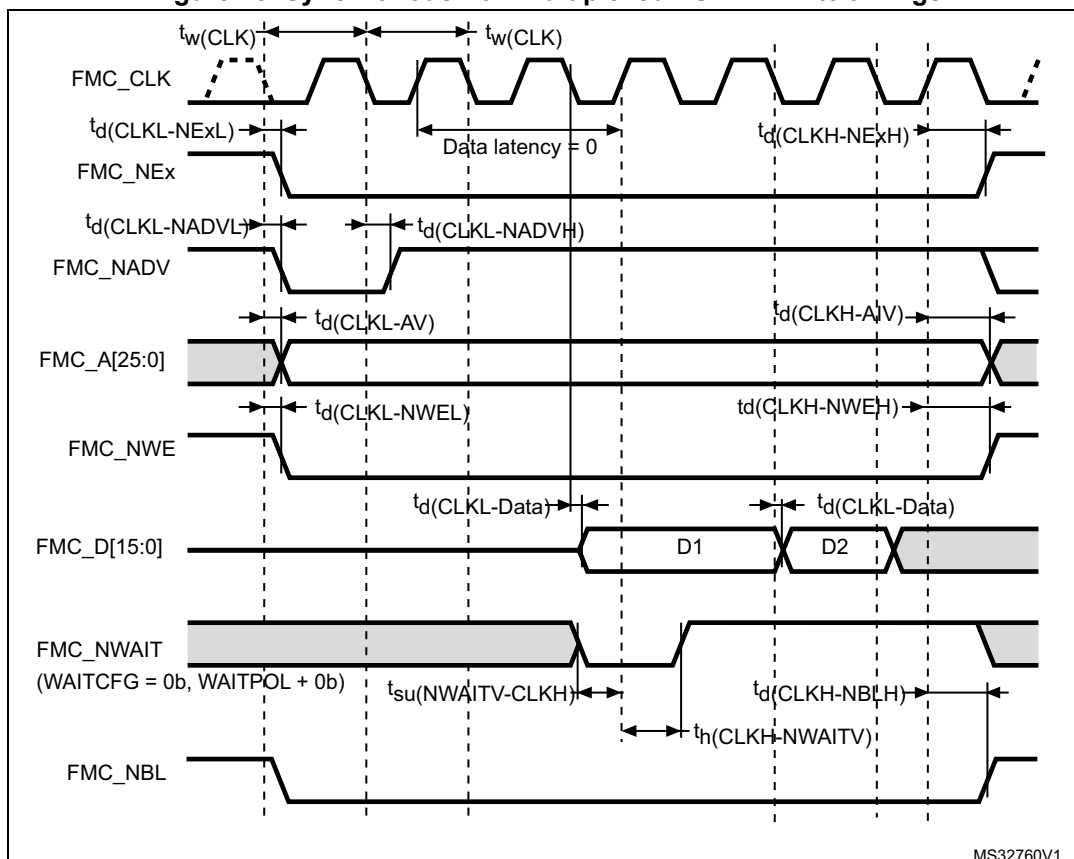 tw(CLK) tw(CLK)
FMC_CLK
td(CLKL-NExL) Data latency = 0 td(CLKH-NExH)
FMC_NEx
td(CLKL-NADVL) td(CLKL-NADVH)
FMC_NADV
td(CLKL-AV) td(CLKH-AIV)
FMC_A[25:0]
td(CLKL-NWEL) td(CLKH-NWEH)
FMC_NWE
td(CLKL-Data) td(CLKL-Data)
FMC_D[15:0] D1 D2
FMC_NWAIT
(WAITCFG = 0b, WAITPOL + 0b)
tsu(NWAITV-CLKH) td(CLKH-NBLH)
th(CLKH-NWAITV)
FMC_NBL
MS32760V1